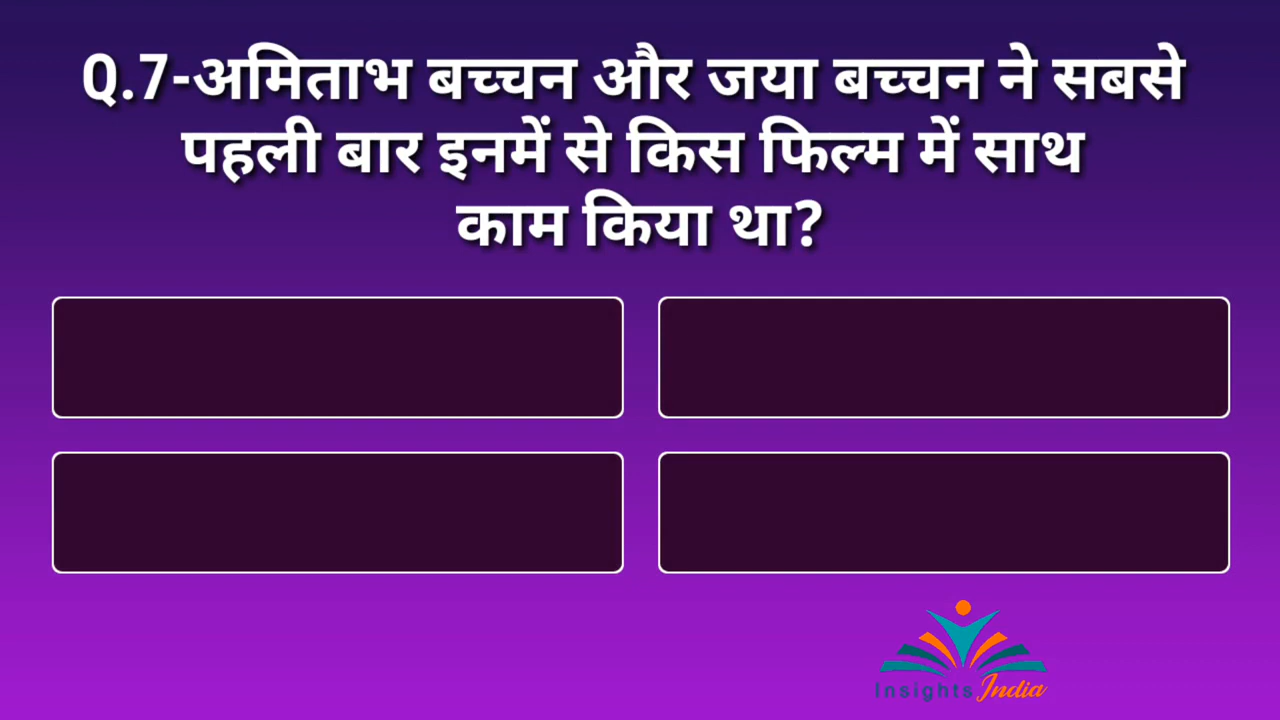 Q.7-अमिताभ बच्चन और जया बच्चन ने सबसे
पहली बार इनमें से किस फिल्म में साथ
काम किया था?
Insights India